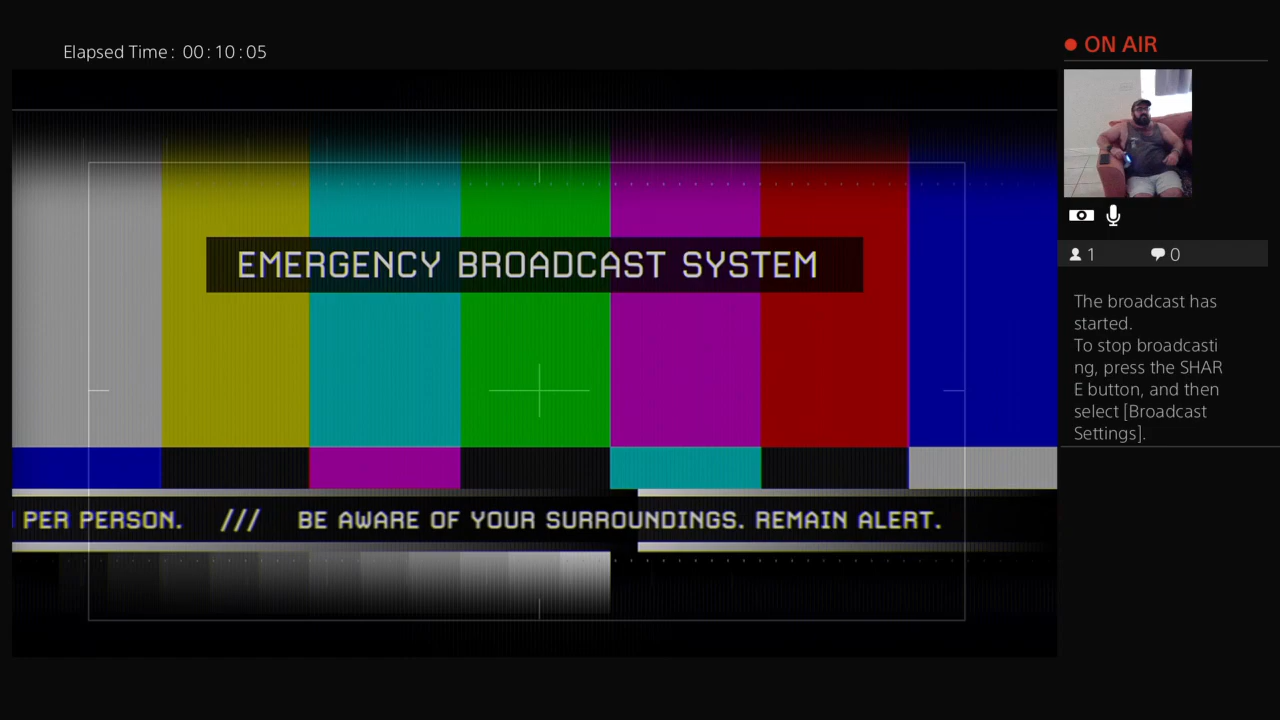 Elapsed Time: 00:10:05
ON AIR
EMERGENCY BROADCAST SYSTEM
PER PERSON. /// BE AWARE OF YOUR SURROUNDINGS. REMAIN ALERT.
1 0
The broadcast has
started.
To stop broadcasti
ng, press the SHAR
E button, and then
select [Broadcast
Settings].